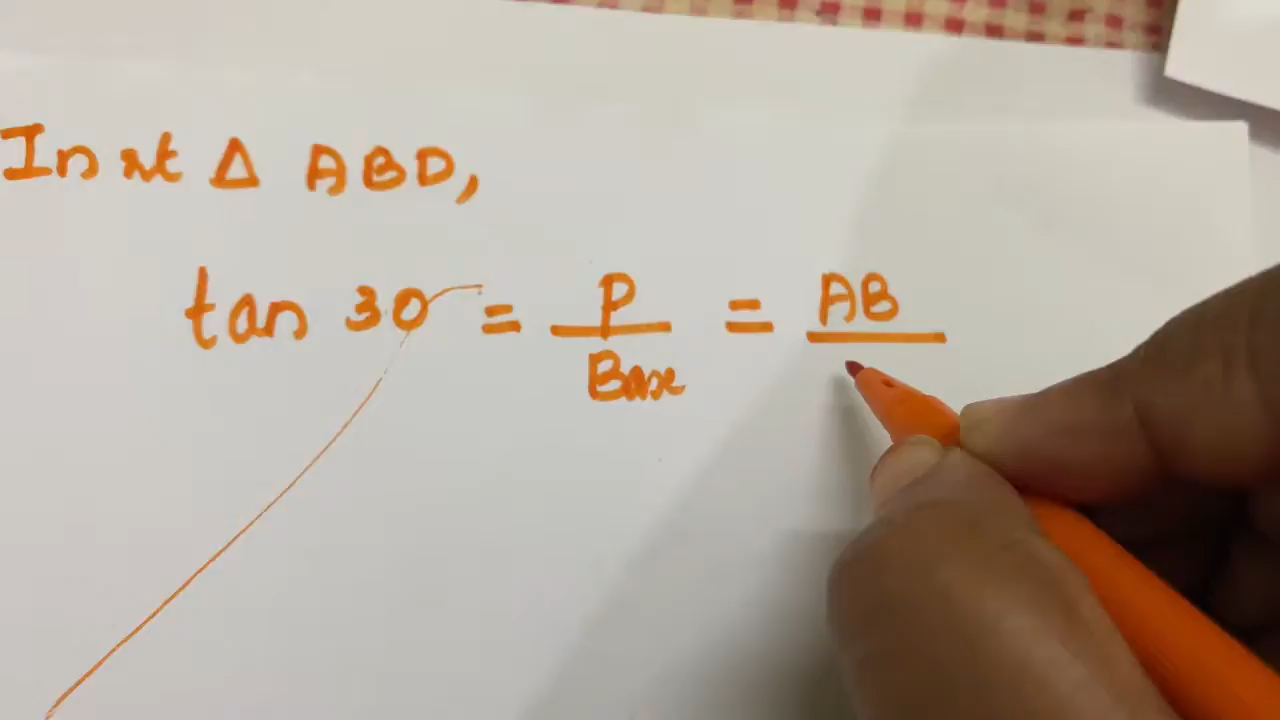 In rt Δ ABD,
tan 30 = P/Base = AB/